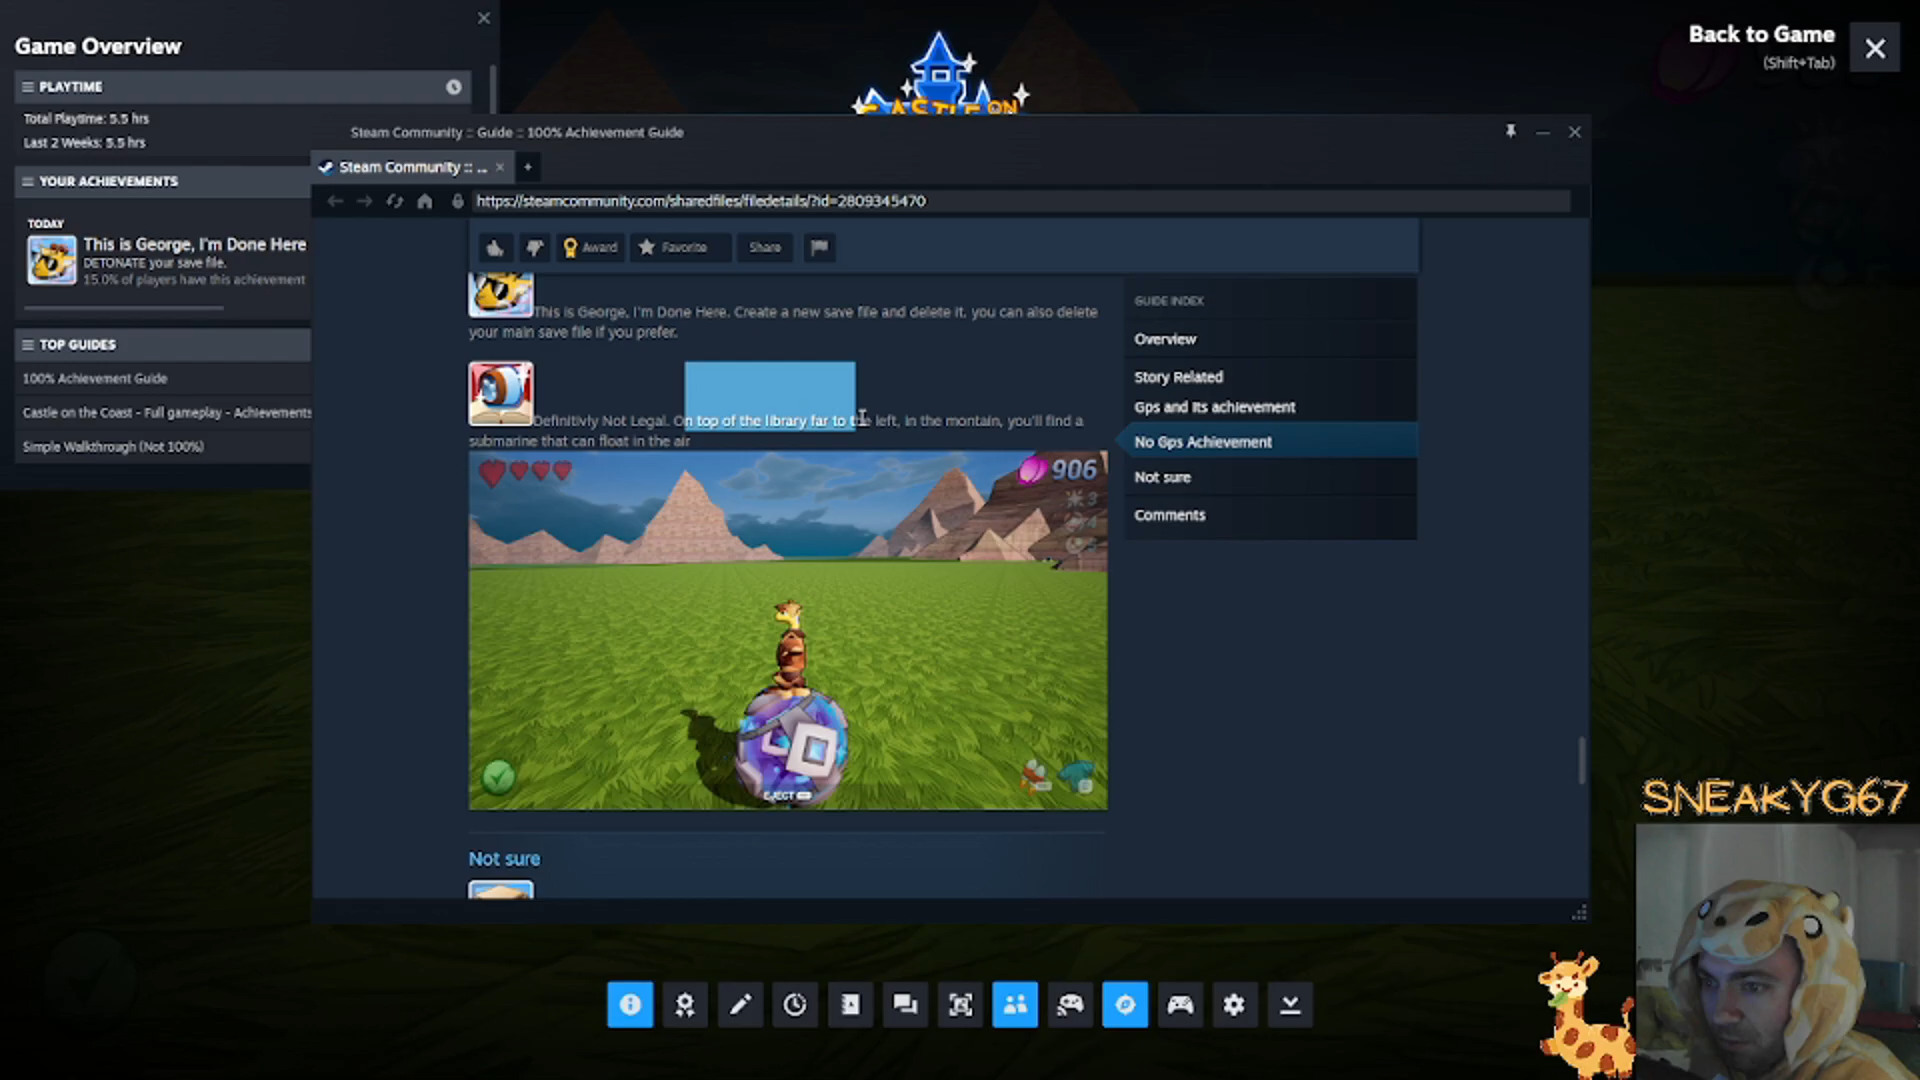 Game Overview
PLAYTIME
Total Playtime: 5.5 hrs
Last 2 Weeks: 5.5 hrs
YOUR ACHIEVEMENTS
TODAY
This is George, I'm Done Here
DETONATE your save file.
15.0% of players have this achievement
TOP GUIDES
100% Achievement Guide
Castle on the Coast - Full gameplay - Achievements
Simple Walkthrough (Not 100%)
CASTLE ON
Back to Game
(Shift+Tab)
Steam Community :: Guide :: 100% Achievement Guide
Steam Community :: ...
https://steamcommunity.com/sharedfiles/filedetails/?id=2809345470
Award
Favorite
Share
This is George, I'm Done Here. Create a new save file and delete it, you can also delete
your main save file if you prefer.
Definitivly Not Legal. On top of the library far to the left, in the montain, you'll find a
submarine that can float in the air
906
3
4
EJECT
Not sure
GUIDE INDEX
Overview
Story Related
Gps and Its achievement
No Gps Achievement
Not sure
Comments
SNEAKYG67